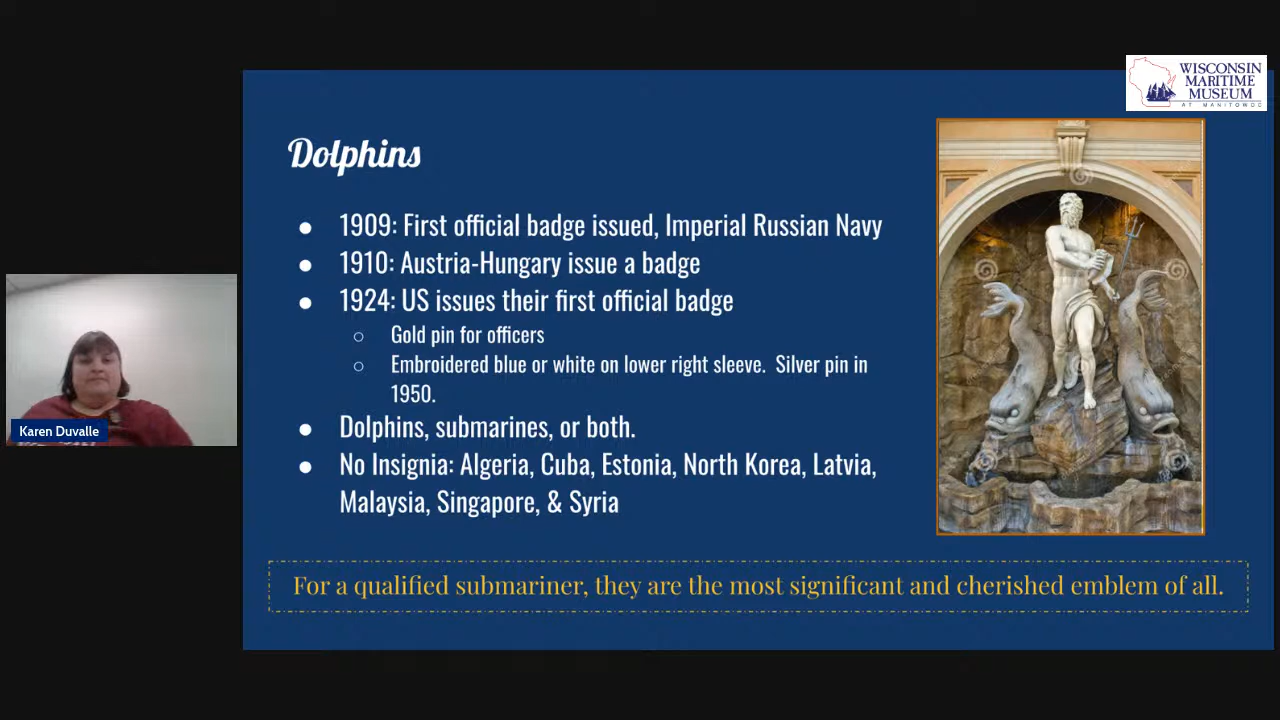 WISCONSIN
MARITIME
MUSEUM
AT MANITOWOC
Dolphins
● 1909: First official badge issued, Imperial Russian Navy
● 1910: Austria-Hungary issue a badge
● 1924: US issues their first official badge
○ Gold pin for officers
○ Embroidered blue or white on lower right sleeve. Silver pin in
1950.
● Dolphins, submarines, or both.
● No Insignia: Algeria, Cuba, Estonia, North Korea, Latvia,
Malaysia, Singapore, & Syria
For a qualified submariner, they are the most significant and cherished emblem of all.
Karen Duvalle